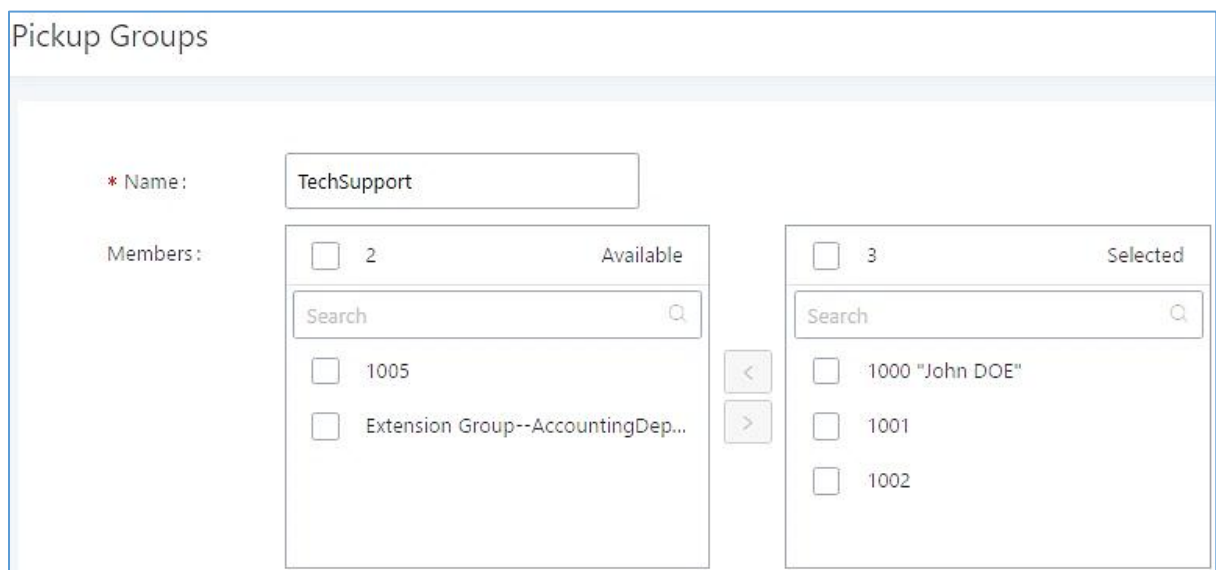 Pickup Groups
* Name:
TechSupport
Members:
2 Available
Search
1005
Extension Group--AccountingDep...
<
>
3 Selected
Search
1000 "John DOE"
1001
1002